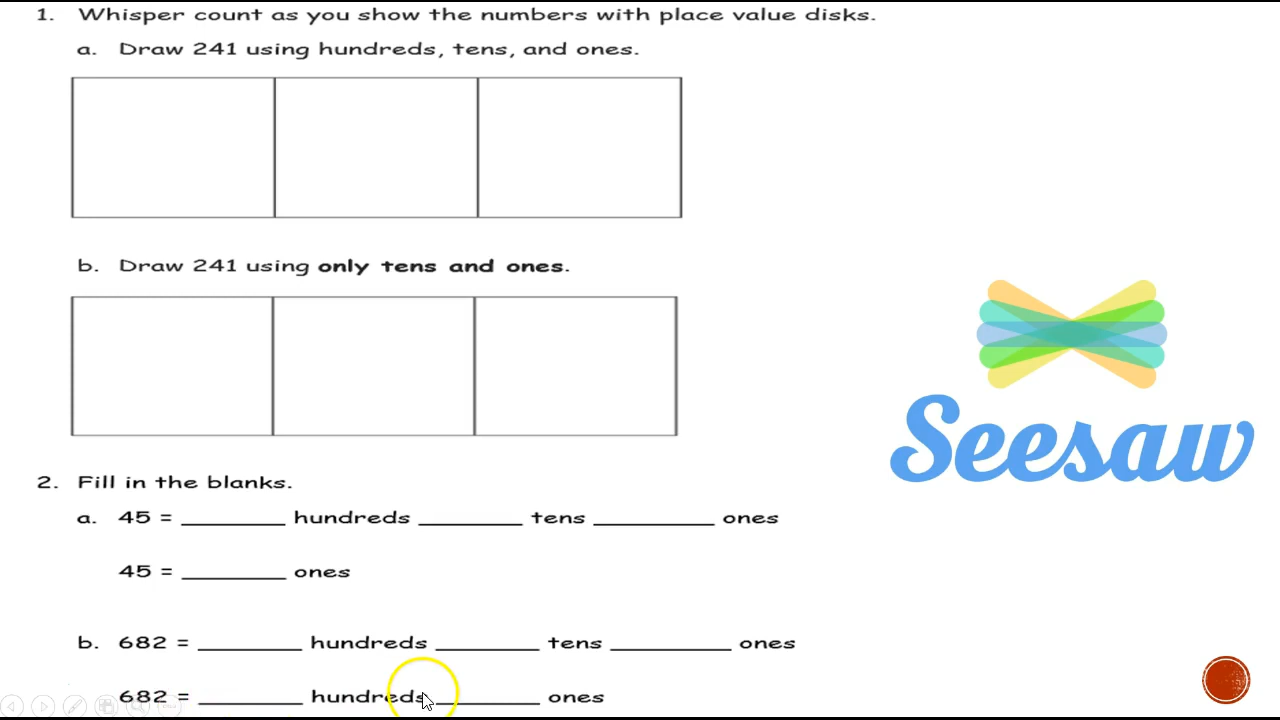 1. Whisper count as you show the numbers with place value disks.
a. Draw 241 using hundreds, tens, and ones.
b. Draw 241 using only tens and ones.
Seesaw
2. Fill in the blanks.
a. 45 = ________ hundreds ________ tens _________ ones
45 = ________ ones
b. 682 = ________ hundreds ________ tens _________ ones
682 = ________ hundreds ________ ones